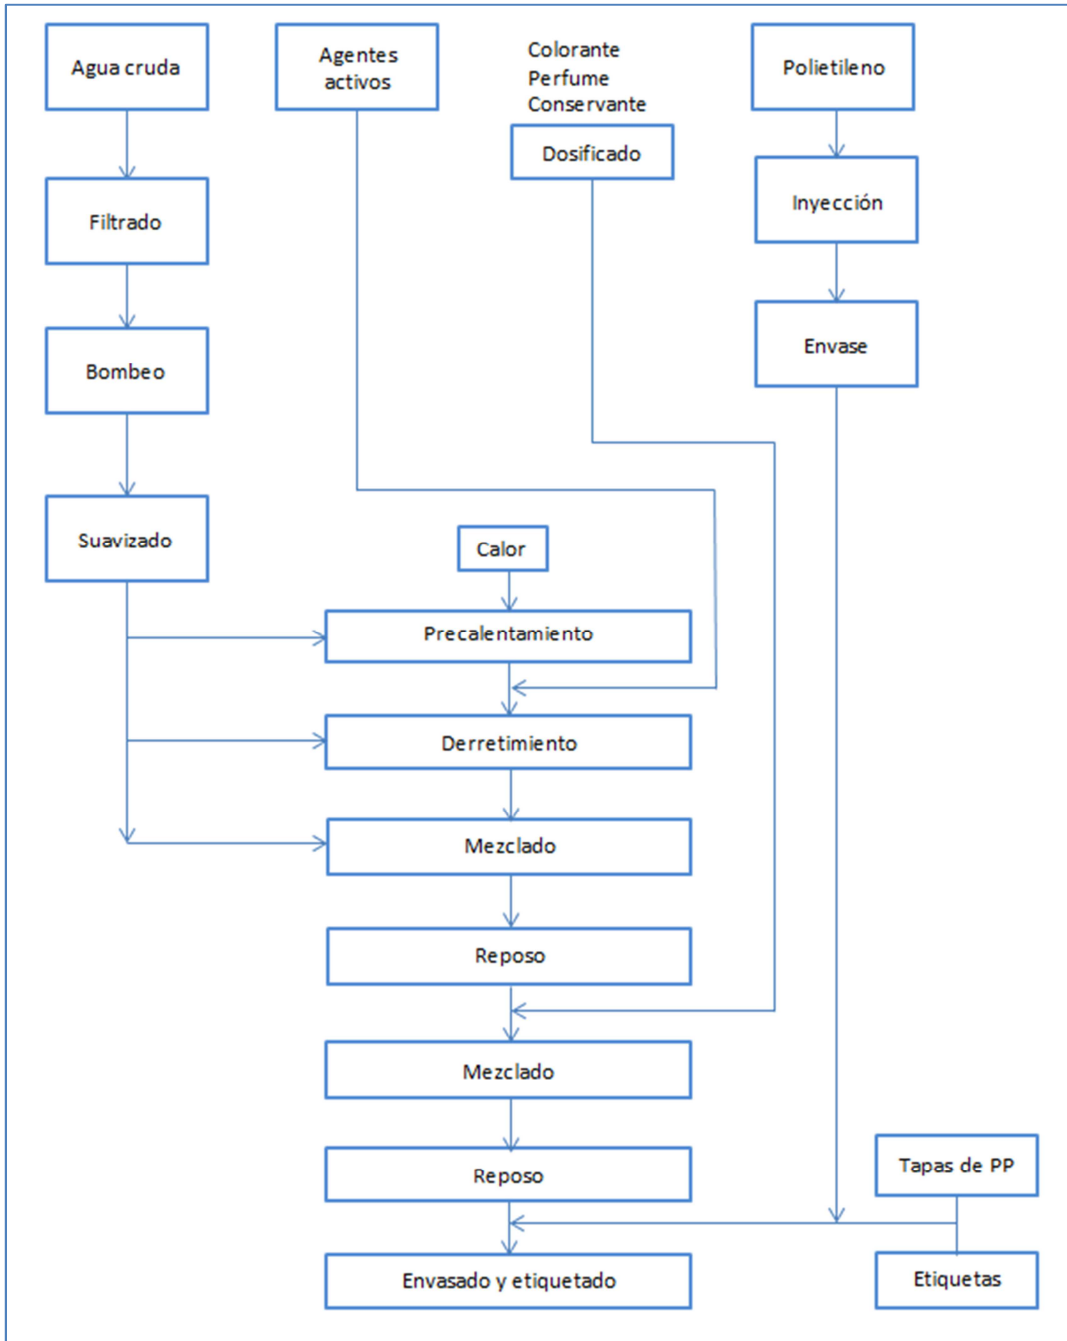 Agua cruda
Agentes
activos
Colorante
Perfume
Conservante
Dosificado
Polietileno
Inyección
Filtrado
Envase
Bombeo
Suavizado
Calor
Precalentamiento
Derretimiento
Mezclado
Reposo
Mezclado
Reposo
Tapas de PP
Envasado y etiquetado
Etiquetas